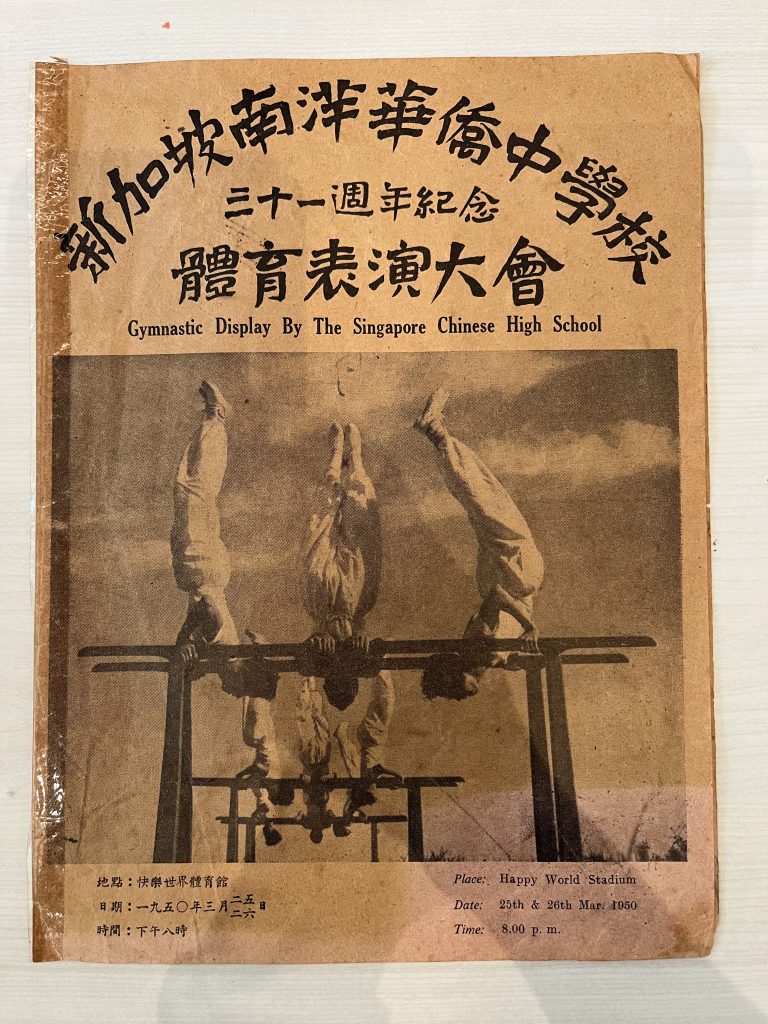 新加坡南洋華僑中學校
三十一週年紀念
體育表演大會
Gymnastic Display By The Singapore Chinese High School
地點：快樂世界體育館
日期：一九五〇年三月二五二六日
時間：下午八時
Place: Happy World Stadium
Date: 25th & 26th Mar. 1950
Time: 8.00 p. m.